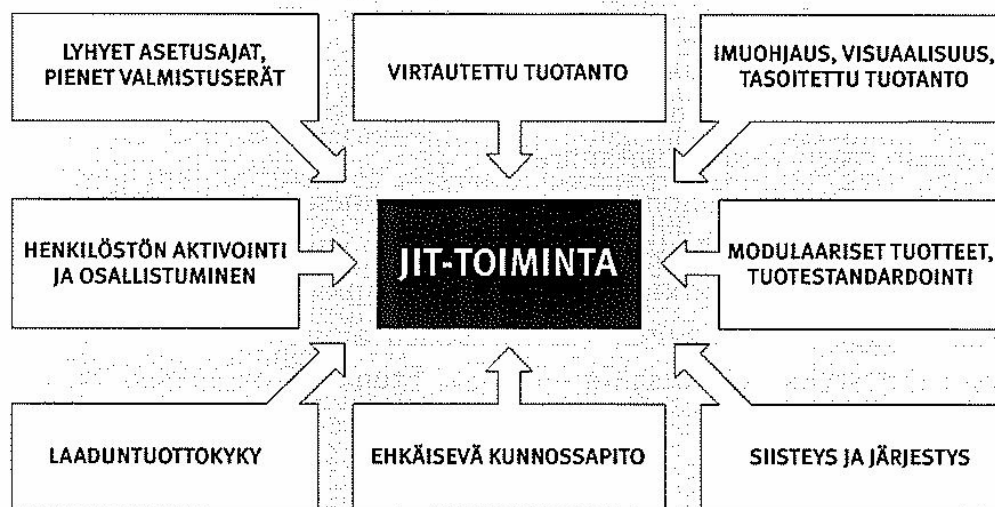 LYHYET ASETUSAJAT,
PIENET VALMISTUSERÄT
VIRTAUTETTU TUOTANTO
IMUOHJAUS, VISUAALISUUS,
TASOITETTU TUOTANTO
HENKILÖSTÖN AKTIVOINTI
JA OSALLISTUMINEN
JIT-TOIMINTA
MODULAARISET TUOTTEET,
TUOTESTANDARDOINTI
LAADUNTUOTTOKYKY
EHKÄISEVÄ KUNNOSSAPITO
SIISTEYS JA JÄRJESTYS